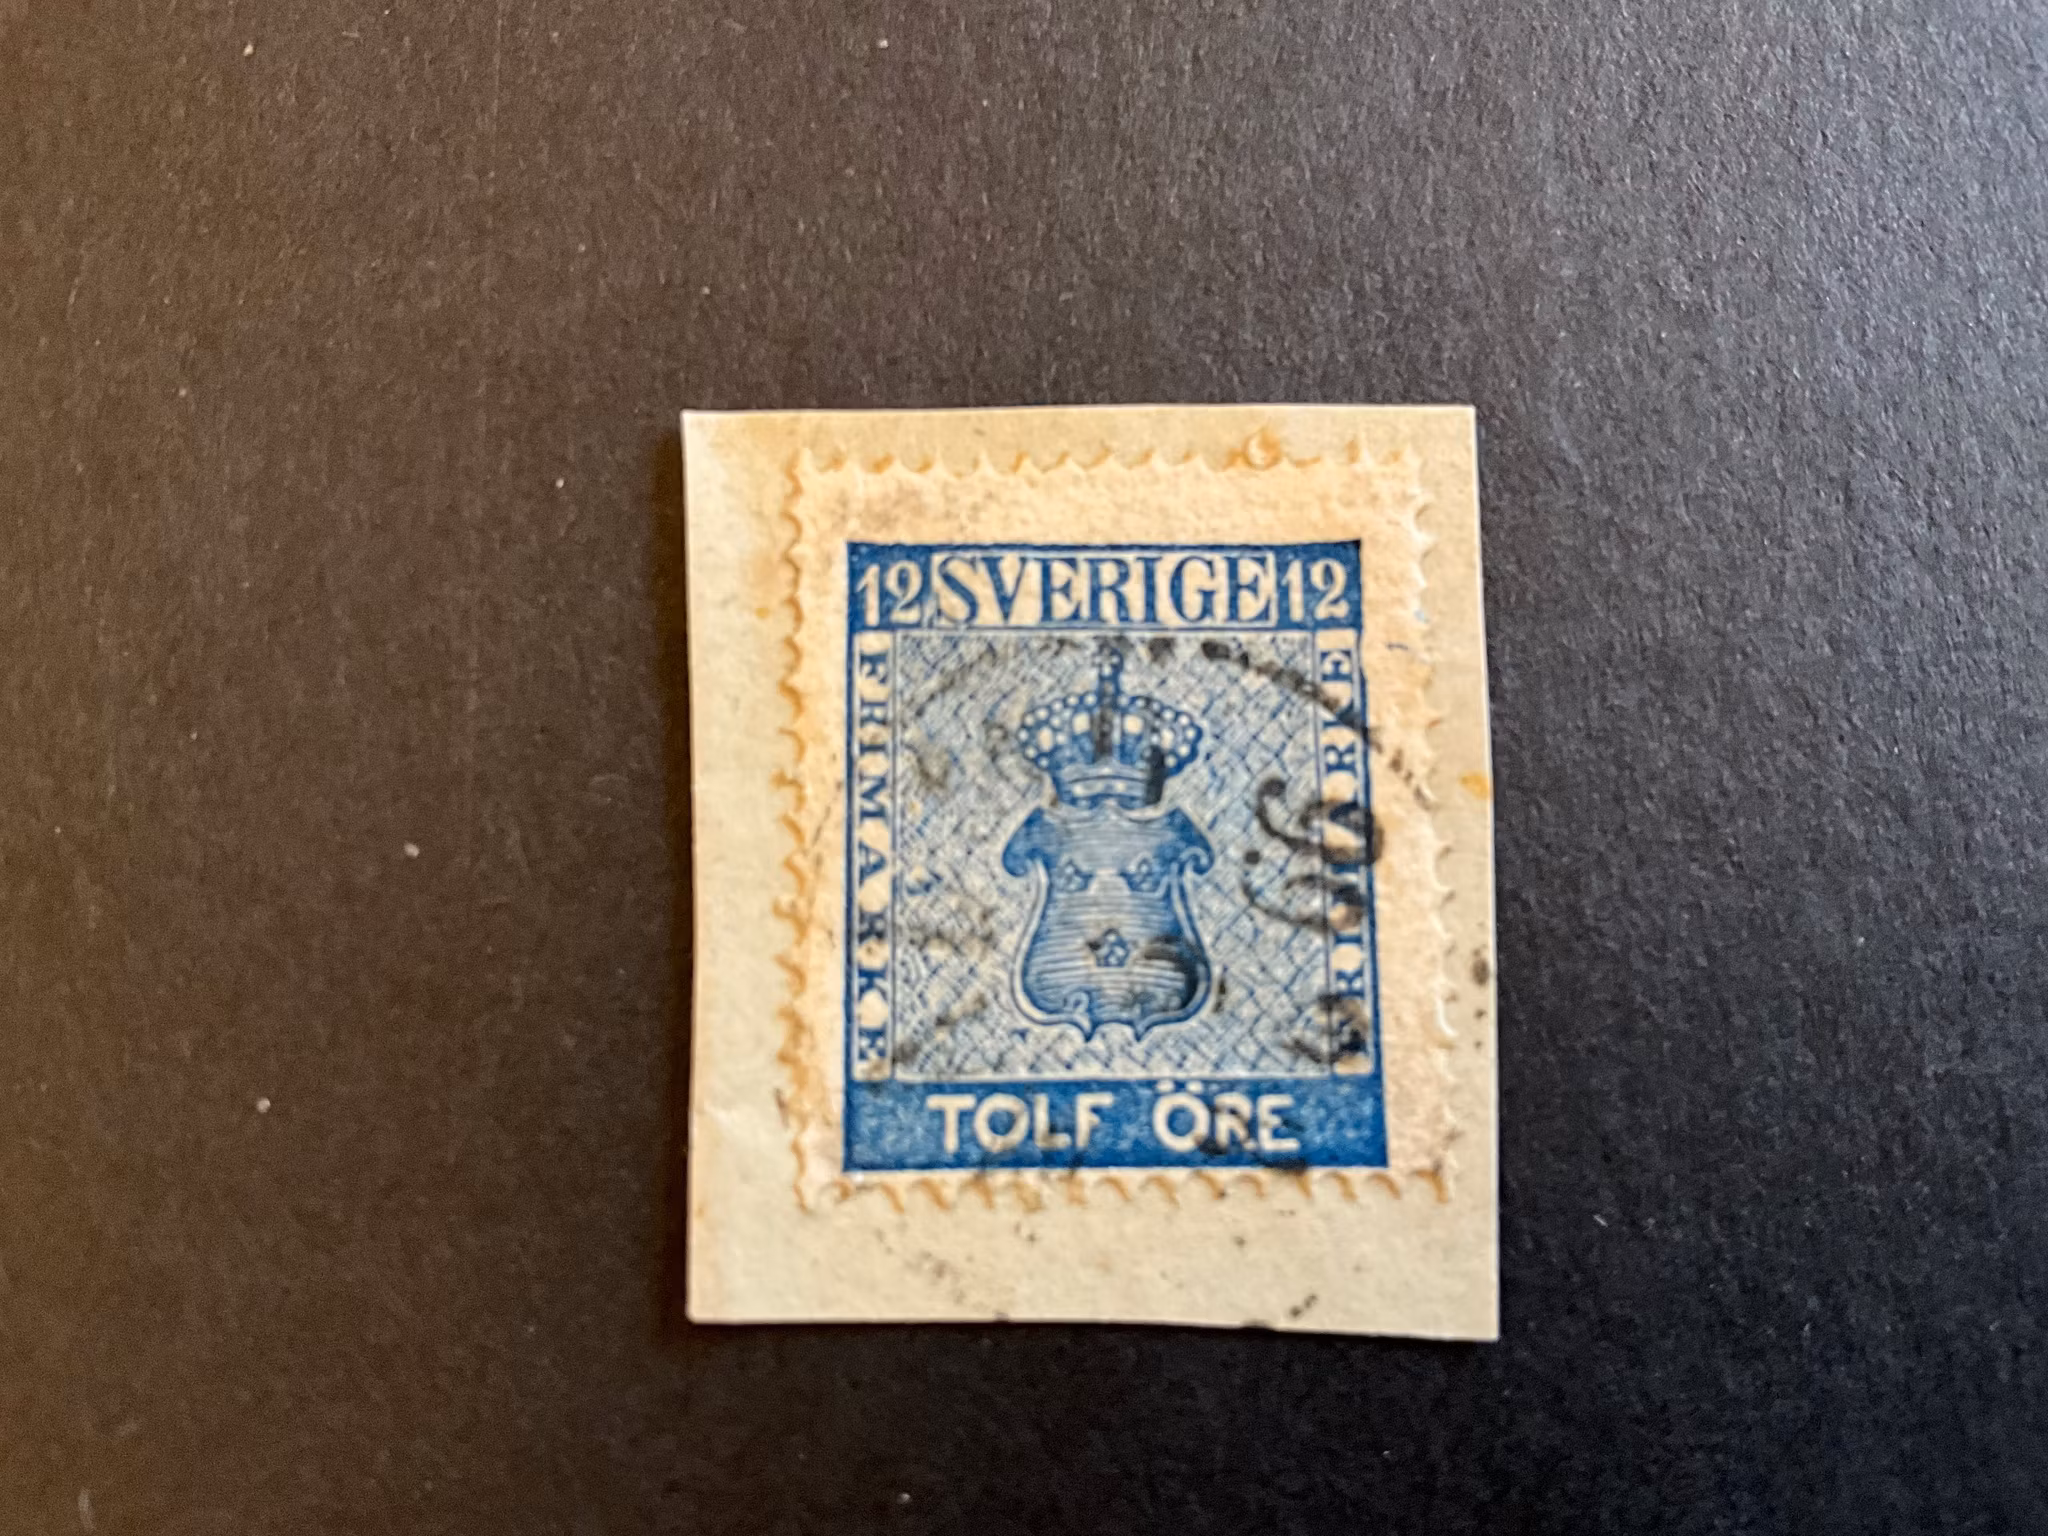 12 SVERIGE 12
FRIMARKE
FRIMARKE
TOLF ÖRE